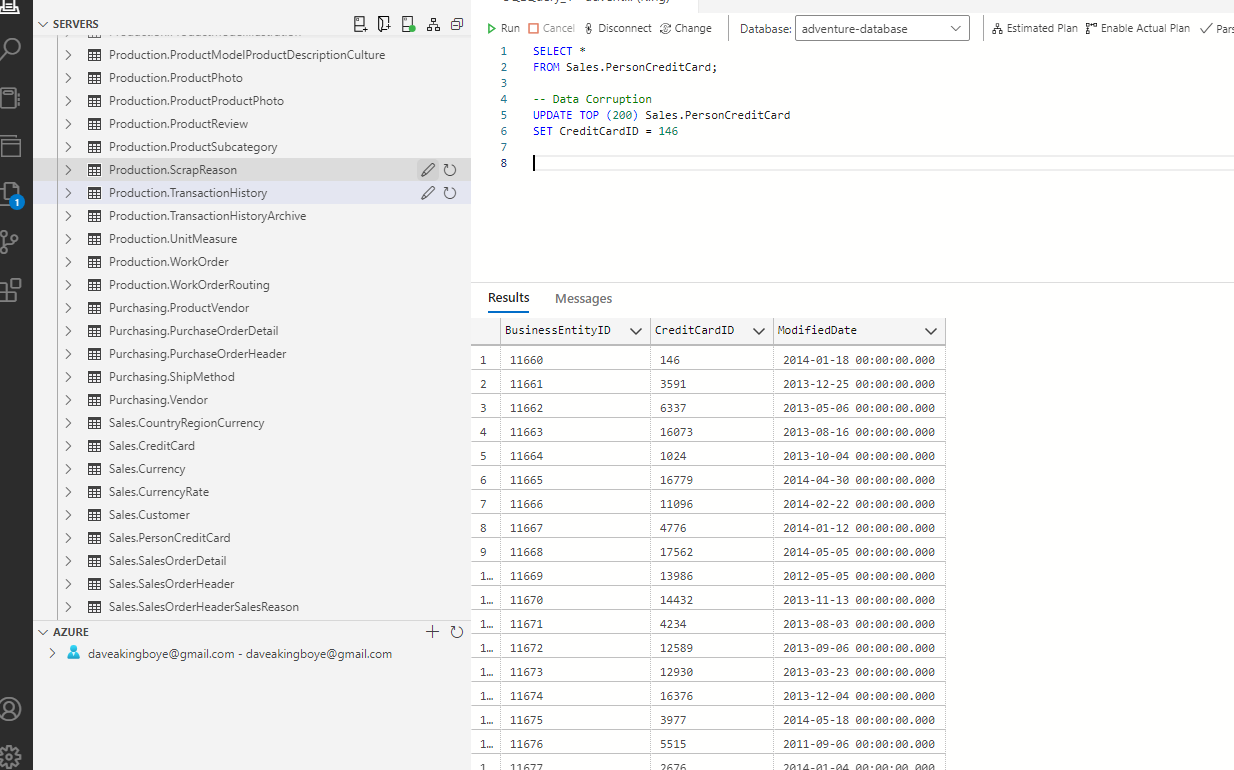 SERVERS
Production.ProductModelProductDescriptionCulture
Production.ProductPhoto
Production.ProductProductPhoto
Production.ProductReview
Production.ProductSubcategory
Production.ScrapReason
Production.TransactionHistory
Production.TransactionHistoryArchive
Production.UnitMeasure
Production.WorkOrder
Production.WorkOrderRouting
Purchasing.ProductVendor
Purchasing.PurchaseOrderDetail
Purchasing.PurchaseOrderHeader
Purchasing.ShipMethod
Purchasing.Vendor
Sales.CountryRegionCurrency
Sales.CreditCard
Sales.Currency
Sales.CurrencyRate
Sales.Customer
Sales.PersonCreditCard
Sales.SalesOrderDetail
Sales.SalesOrderHeader
Sales.SalesOrderHeaderSalesReason
AZURE
daveakingboye@gmail.com - daveakingboye@gmail.com
1
Run Cancel Disconnect Change Database: adventure-database Estimated Plan Enable Actual Plan Pars
1 SELECT *
2 FROM Sales.PersonCreditCard;
3
4 -- Data Corruption
5 UPDATE TOP (200) Sales.PersonCreditCard
6 SET CreditCardID = 146
7
8
Results Messages
BusinessEntityID CreditCardID ModifiedDate
1 11660 146 2014-01-18 00:00:00.000
2 11661 3591 2013-12-25 00:00:00.000
3 11662 6337 2013-05-06 00:00:00.000
4 11663 16073 2013-08-16 00:00:00.000
5 11664 1024 2013-10-04 00:00:00.000
6 11665 16779 2014-04-30 00:00:00.000
7 11666 11096 2014-02-22 00:00:00.000
8 11667 4776 2014-01-12 00:00:00.000
9 11668 17562 2014-05-05 00:00:00.000
1... 11669 13986 2012-05-05 00:00:00.000
1... 11670 14432 2013-11-13 00:00:00.000
1... 11671 4234 2013-08-03 00:00:00.000
1... 11672 12589 2013-09-06 00:00:00.000
1... 11673 12930 2013-03-23 00:00:00.000
1... 11674 16376 2013-12-04 00:00:00.000
1... 11675 3977 2014-05-18 00:00:00.000
1... 11676 5515 2011-09-06 00:00:00.000
1... 11677 2676 2014-01-04 00:00:00.000